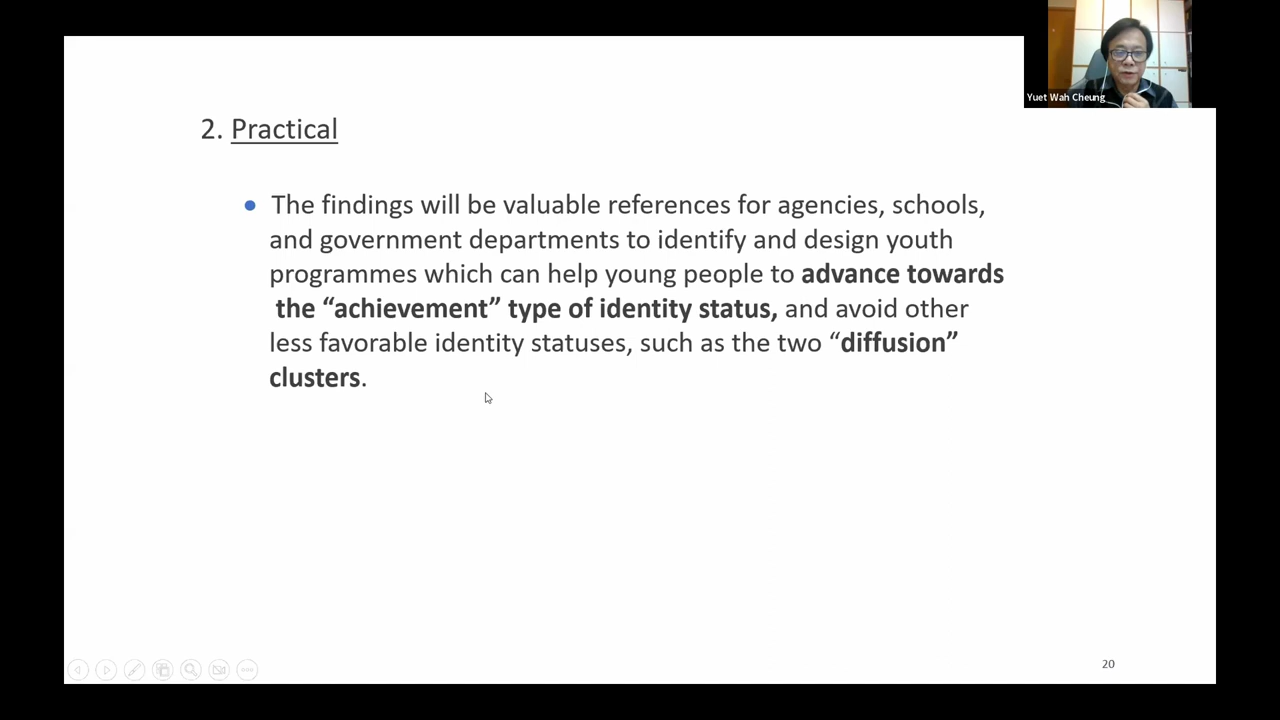 Yuet Wah Cheung
2. Practical
● The findings will be valuable references for agencies, schools,
and government departments to identify and design youth
programmes which can help young people to advance towards
the “achievement” type of identity status, and avoid other
less favorable identity statuses, such as the two “diffusion”
clusters.
20